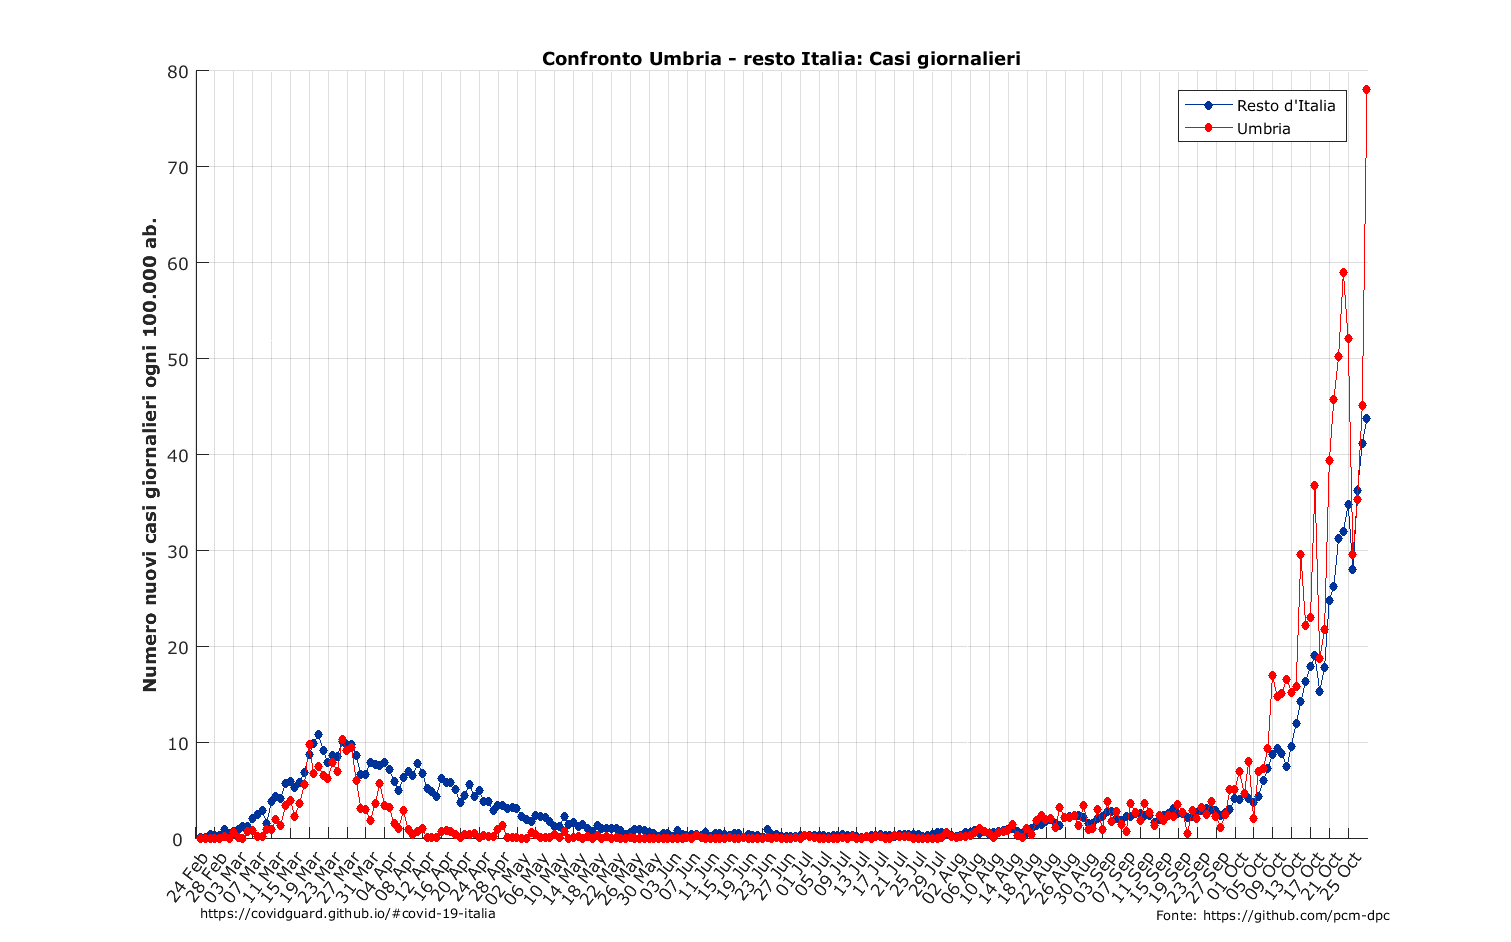 Confronto Umbria - resto Italia: Casi giornalieri
Resto d'Italia
Umbria
Numero nuovi casi giornalieri ogni 100.000 ab.
80
70
60
50
40
30
20
10
0
24 Feb
28 Feb
03 Mar
07 Mar
11 Mar
15 Mar
19 Mar
23 Mar
27 Mar
31 Mar
04 Apr
08 Apr
12 Apr
16 Apr
20 Apr
24 Apr
28 Apr
02 May
06 May
10 May
14 May
18 May
22 May
26 May
30 May
03 Jun
07 Jun
11 Jun
15 Jun
19 Jun
23 Jun
27 Jun
01 Jul
05 Jul
09 Jul
13 Jul
17 Jul
21 Jul
25 Jul
29 Jul
02 Aug
06 Aug
10 Aug
14 Aug
18 Aug
22 Aug
26 Aug
30 Aug
03 Sep
07 Sep
11 Sep
15 Sep
19 Sep
23 Sep
27 Sep
01 Oct
05 Oct
09 Oct
13 Oct
17 Oct
21 Oct
25 Oct
https://covidguard.github.io/#covid-19-italia
Fonte: https://github.com/pcm-dpc